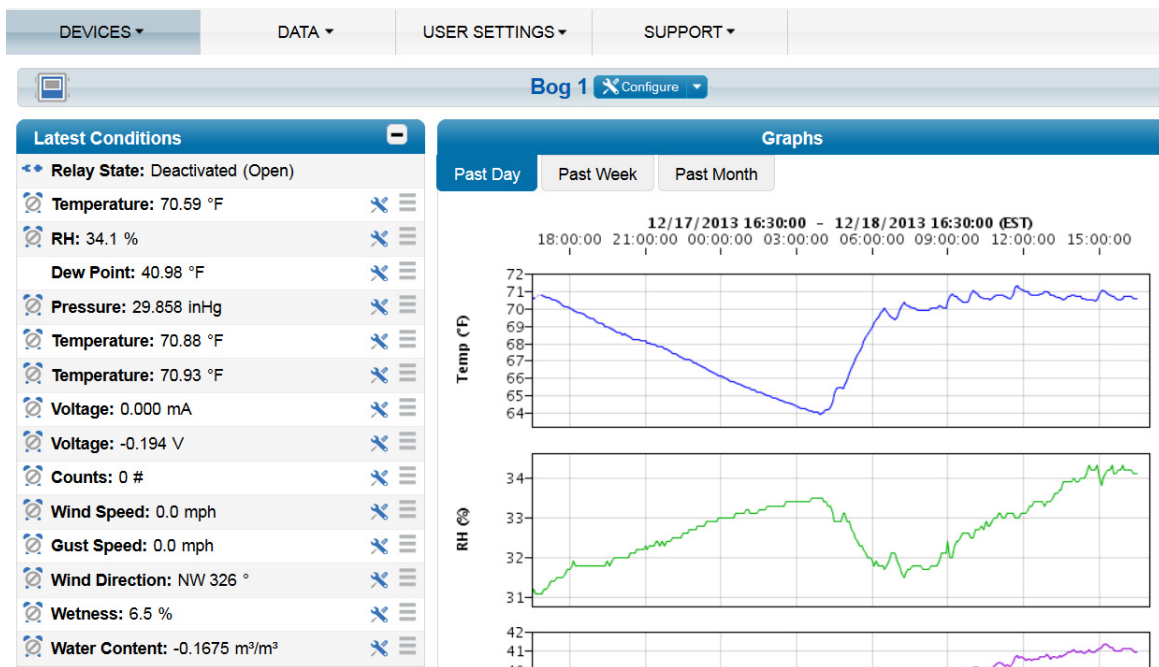 DEVICES DATA USER SETTINGS SUPPORT
Bog 1 Configure
Latest Conditions
Relay State: Deactivated (Open)
Temperature: 70.59 °F
RH: 34.1 %
Dew Point: 40.98 °F
Pressure: 29.858 inHg
Temperature: 70.88 °F
Temperature: 70.93 °F
Voltage: 0.000 mA
Voltage: -0.194 V
Counts: 0 #
Wind Speed: 0.0 mph
Gust Speed: 0.0 mph
Wind Direction: NW 326 °
Wetness: 6.5 %
Water Content: -0.1675 m³/m³
Graphs
Past Day Past Week Past Month
12/17/2013 16:30:00 - 12/18/2013 16:30:00 (EST)
18:00:00 21:00:00 00:00:00 03:00:00 06:00:00 09:00:00 12:00:00 15:00:00
Temp (°F)
72
71
70
69
68
67
66
65
64
RH (%)
34
33
32
31
42
41